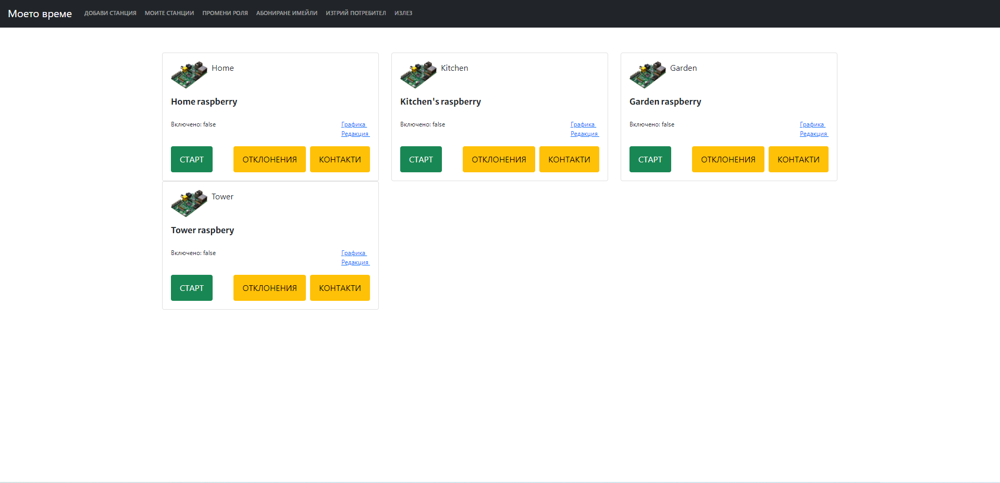 Моето време ДОБАВИ СТАНЦИЯ МОИТЕ СТАНЦИИ ПРОМЕНИ РОЛЯ АБОНИРАНЕ ИМЕЙЛИ ИЗТРИЙ ПОТРЕБИТЕЛ ИЗЛЕЗ
Home
Home raspberry
Включено: false
Графика
Редакция
СТАРТ ОТКЛОНЕНИЯ КОНТАКТИ
Kitchen
Kitchen's raspberry
Включено: false
Графика
Редакция
СТАРТ ОТКЛОНЕНИЯ КОНТАКТИ
Garden
Garden raspberry
Включено: false
Графика
Редакция
СТАРТ ОТКЛОНЕНИЯ КОНТАКТИ
Tower
Tower raspbery
Включено: false
Графика
Редакция
СТАРТ ОТКЛОНЕНИЯ КОНТАКТИ